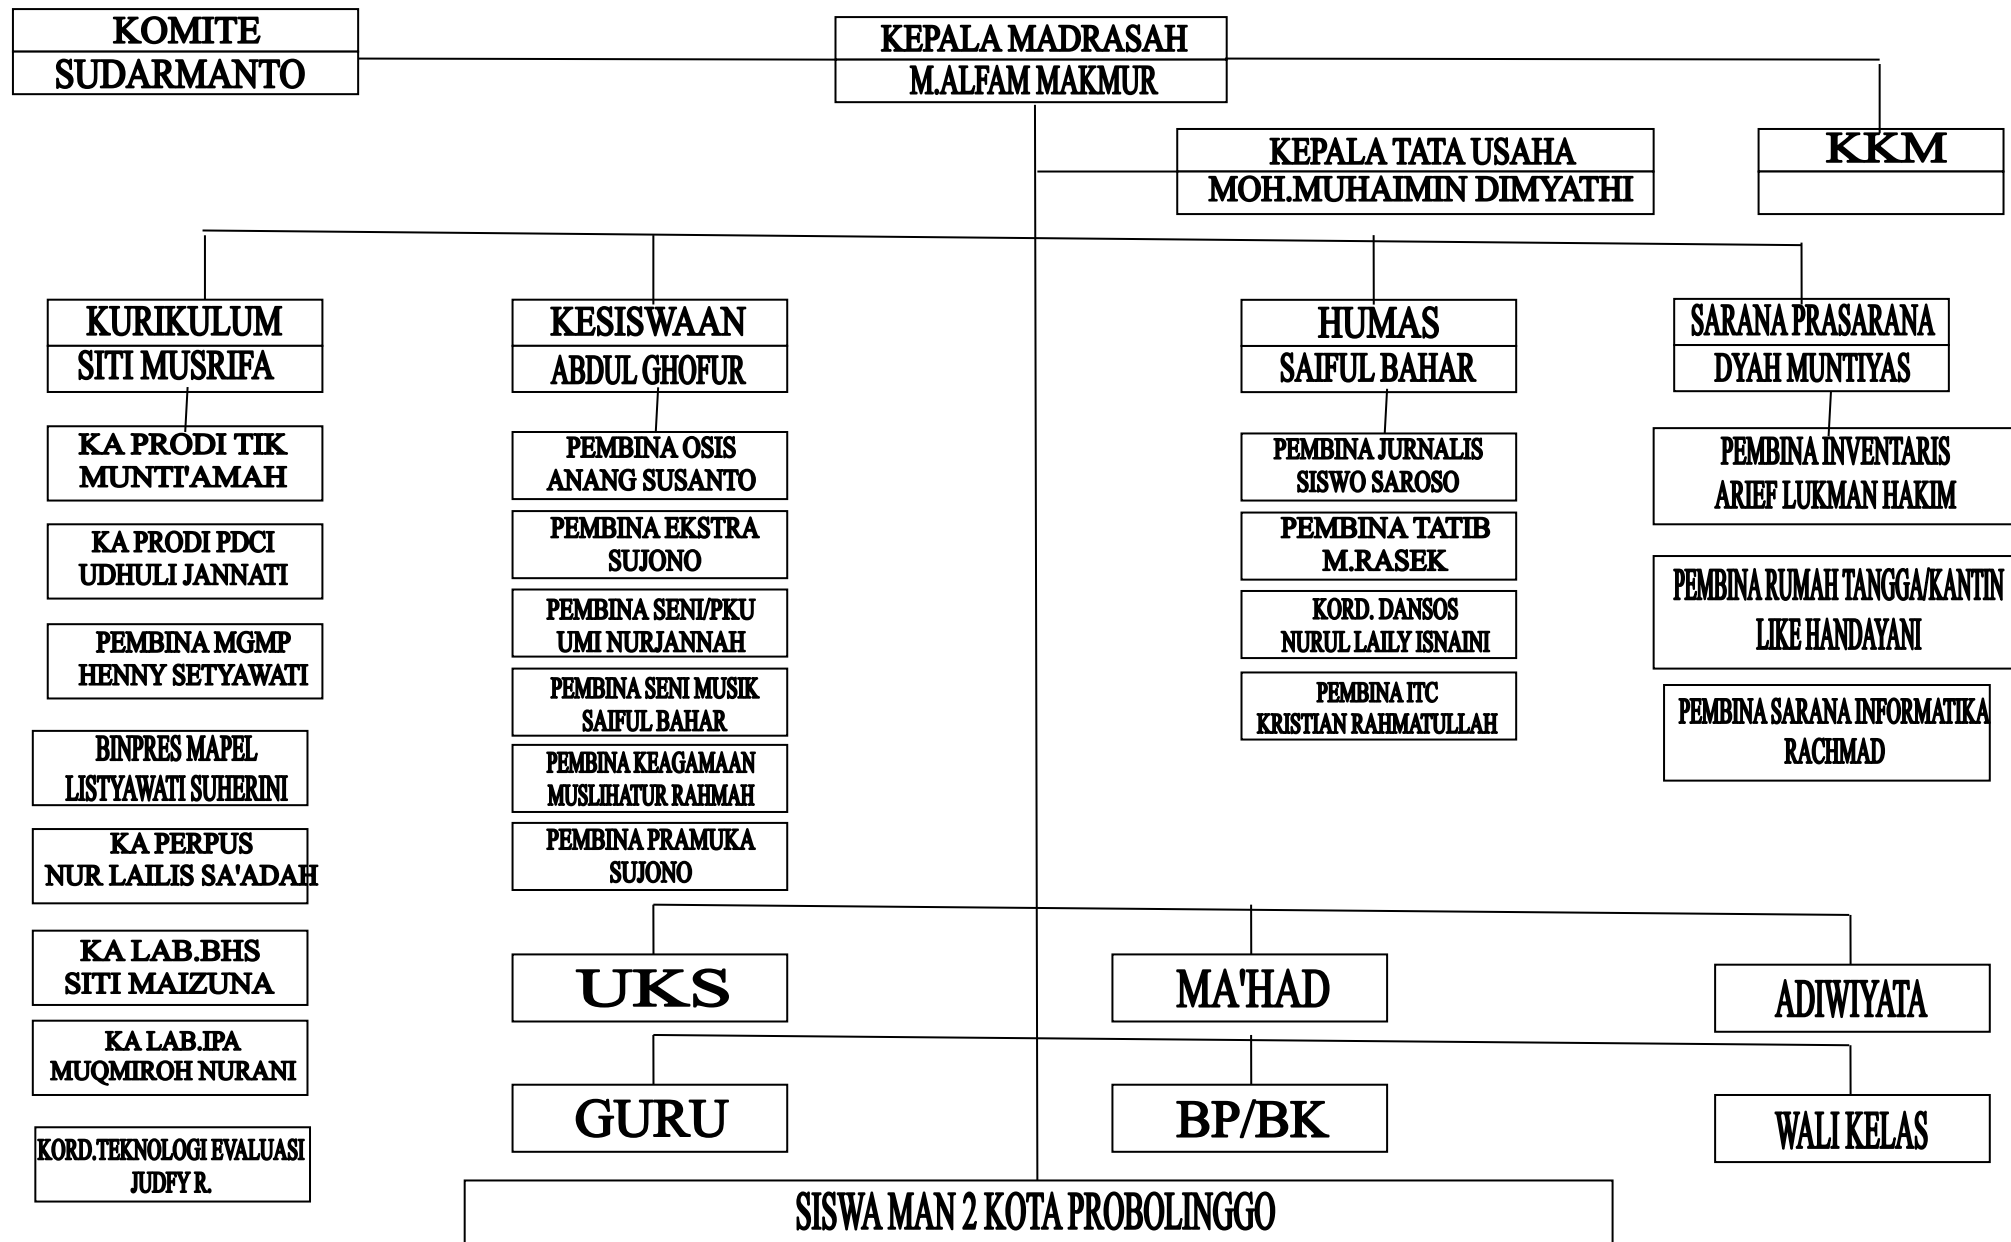 KOMITE
SUDARMANTO
KEPALA MADRASAH
M.ALFAM MAKMUR
KEPALA TATA USAHA
MOH.MUHAIMIN DIMYATHI
KKM
KURIKULUM
SITI MUSRIFA
KA PRODI TIK
MUNTI'AMAH
KA PRODI PDCI
UDHULI JANNATI
PEMBINA MGMP
HENNY SETYAWATI
BINPRES MAPEL
LISTYAWATI SUHERINI
KA PERPUS
NUR LAILIS SA'ADAH
KA LAB.BHS
SITI MAIZUNA
KA LAB.IPA
MUQMIROH NURANI
KORD.TEKNOLOGI EVALUASI
JUDFY R.
KESISWAAN
ABDUL GHOFUR
PEMBINA OSIS
ANANG SUSANTO
PEMBINA EKSTRA
SUJONO
PEMBINA SENI/PKU
UMI NURJANNAH
PEMBINA SENI MUSIK
SAIFUL BAHAR
PEMBINA KEAGAMAAN
MUSLIHATUR RAHMAH
PEMBINA PRAMUKA
SUJONO
HUMAS
SAIFUL BAHAR
PEMBINA JURNALIS
SISWO SAROSO
PEMBINA TATIB
M.RASEK
KORD. DANSOS
NURUL LAILY ISNAINI
PEMBINA ITC
KRISTIAN RAHMATULLAH
SARANA PRASARANA
DYAH MUNTIYAS
PEMBINA INVENTARIS
ARIEF LUKMAN HAKIM
PEMBINA RUMAH TANGGA/KANTIN
LIKE HANDAYANI
PEMBINA SARANA INFORMATIKA
RACHMAD
UKS
MA'HAD
ADIWIYATA
GURU
BP/BK
WALI KELAS
SISWA MAN 2 KOTA PROBOLINGGO